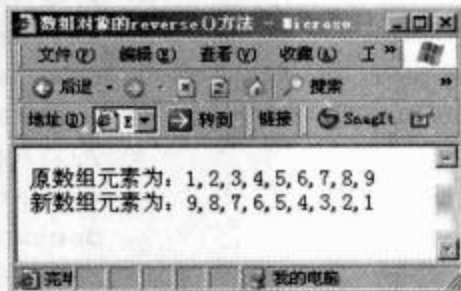 数组对象的reverse()方法 - Microso
文件(F) 编辑(E) 查看(V) 收藏(A) 工 »
后退 搜索 »
地址(D) 转到 链接 SnagIt
原数组元素为：1,2,3,4,5,6,7,8,9
新数组元素为：9,8,7,6,5,4,3,2,1
我的电脑